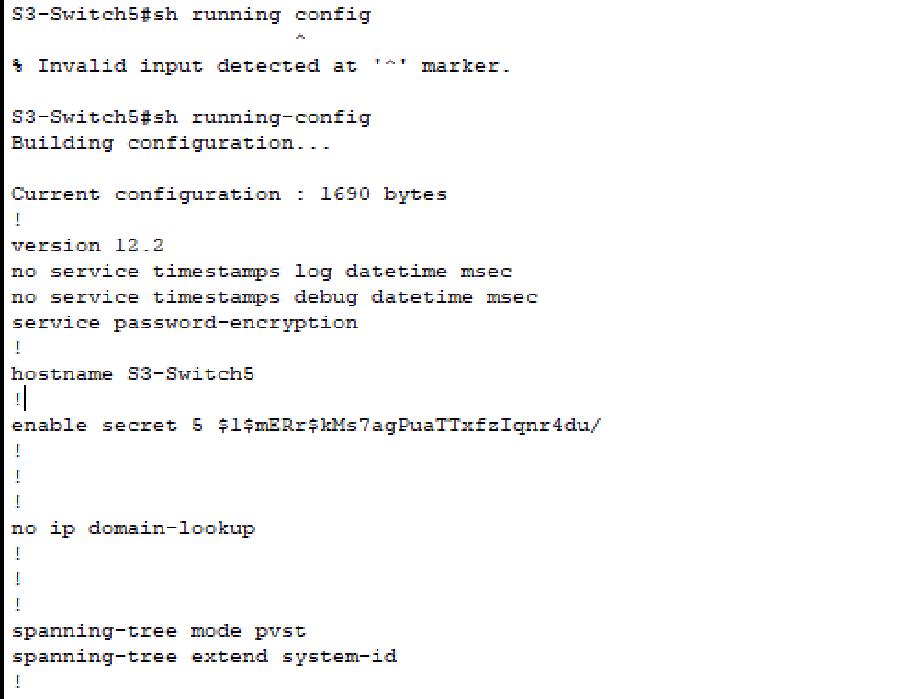 S3-Switch5#sh running config
^
% Invalid input detected at '^' marker.
S3-Switch5#sh running-config
Building configuration...
Current configuration : 1690 bytes
!
version 12.2
no service timestamps log datetime msec
no service timestamps debug datetime msec
service password-encryption
!
hostname S3-Switch5
!
enable secret 5 $1$mERr$kMs7agPuaTTxfzIqnr4du/
!
!
!
no ip domain-lookup
!
!
!
spanning-tree mode pvst
spanning-tree extend system-id
!